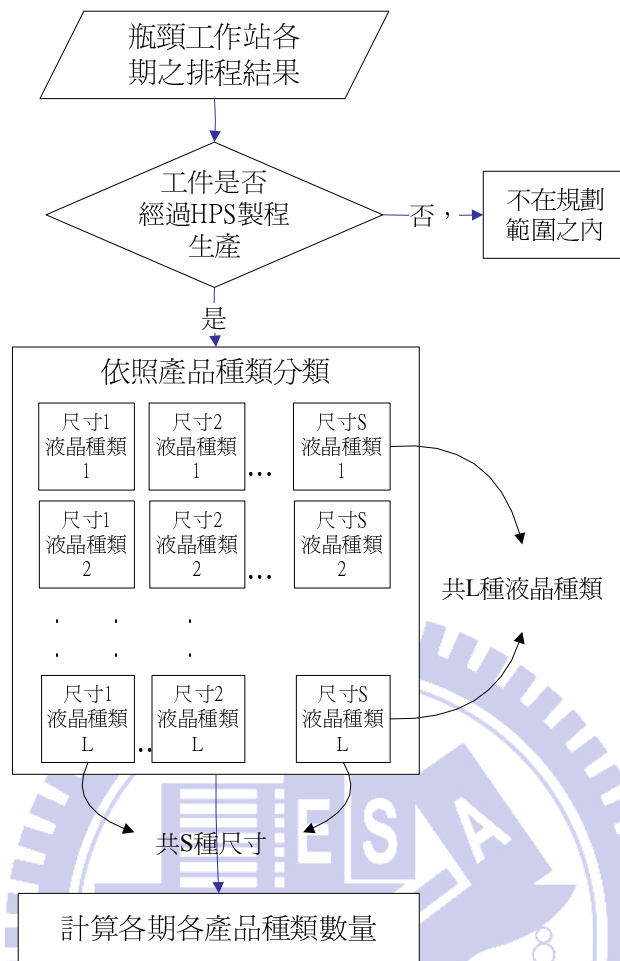 瓶頸工作站各
期之排程結果
工件是否
經過HPS製程
生產
否，
不在規劃
範圍之內
是
依照產品種類分類
尺寸1
液晶種類
1
尺寸2
液晶種類
1
...
尺寸S
液晶種類
1
尺寸1
液晶種類
2
尺寸2
液晶種類
2
...
尺寸S
液晶種類
2
共L種液晶種類
. . .
. . .
尺寸1
液晶種類
L
..
尺寸2
液晶種類
L
尺寸S
液晶種類
L
共S種尺寸
ESA
計算各期各產品種類數量
8